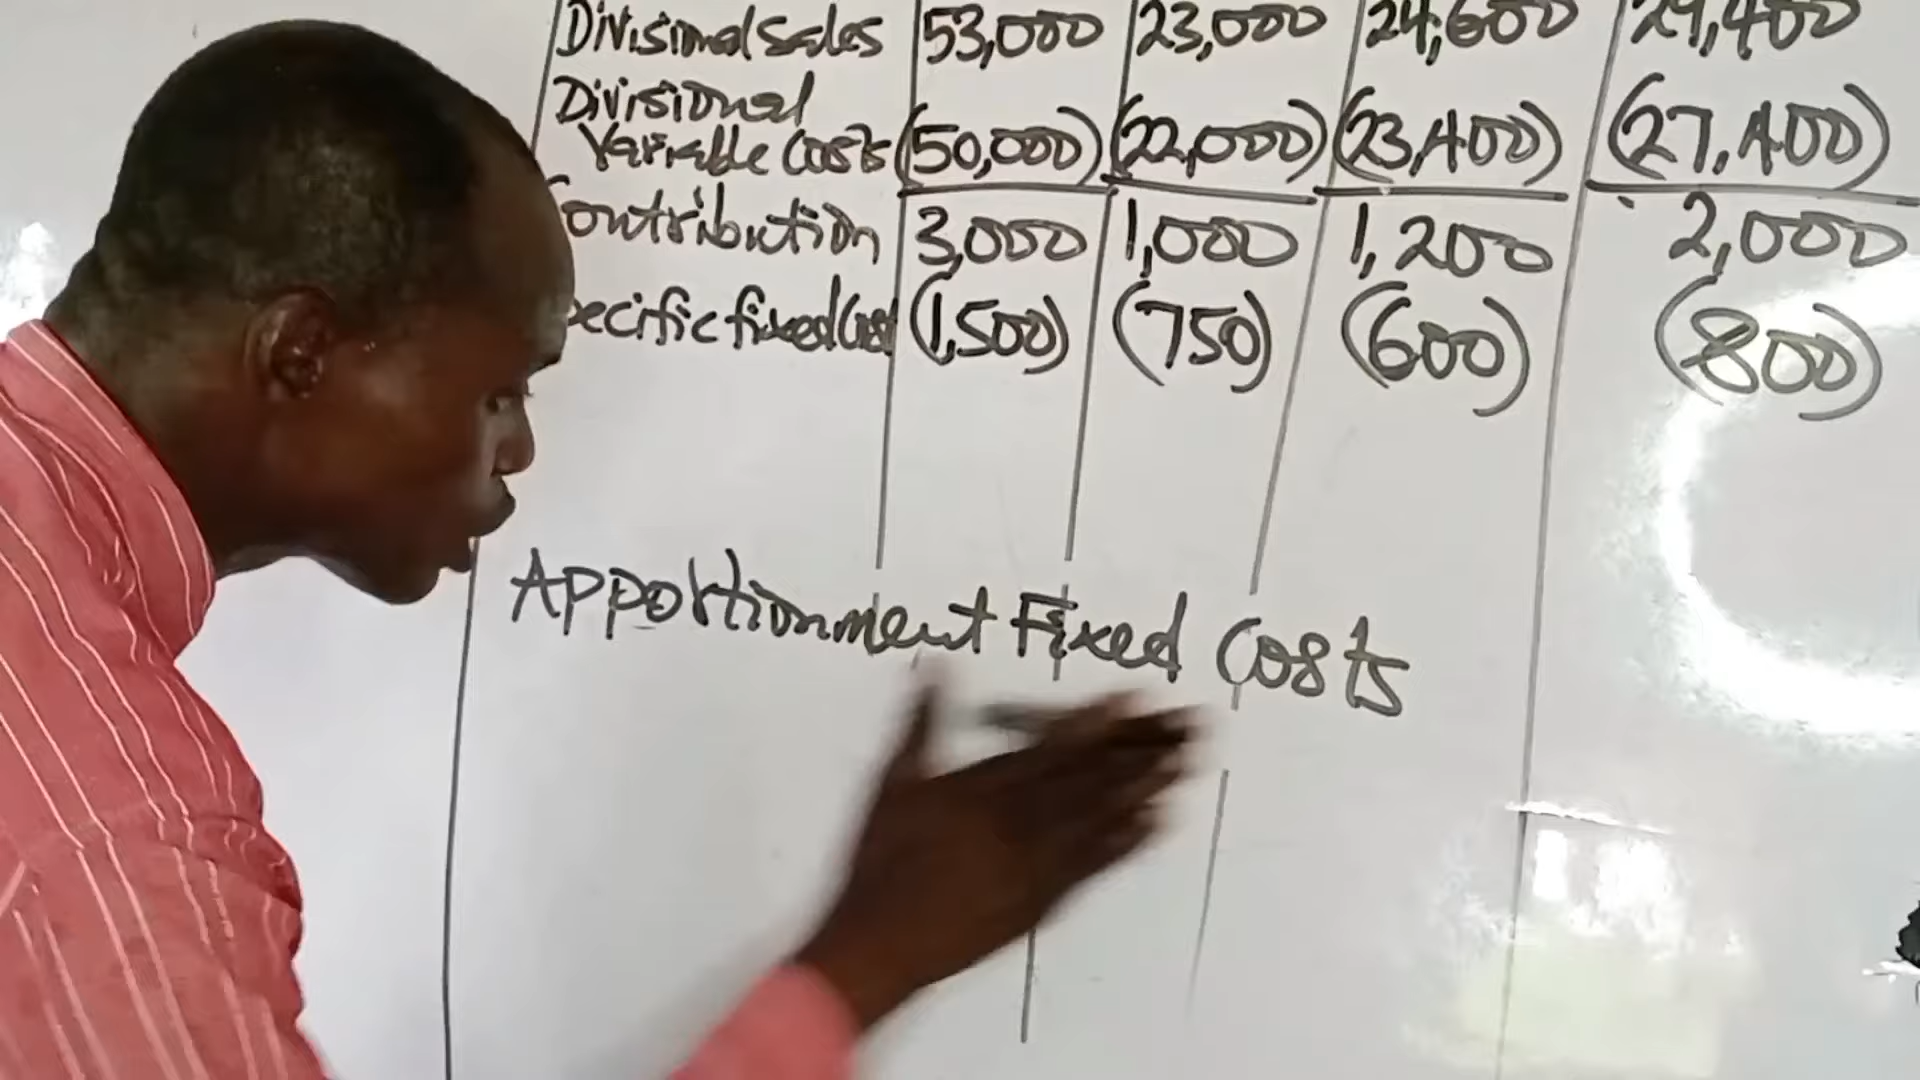 Divisional Sales 53,000 23,000 24,600 29,400
Divisional
Variable Costs (50,000) (22,000) (23,400) (27,400)
Contribution 3,000 1,000 1,200 2,000
pecific fixed Cost (1,500) (750) (600) (800)
Apportionment Fixed Costs